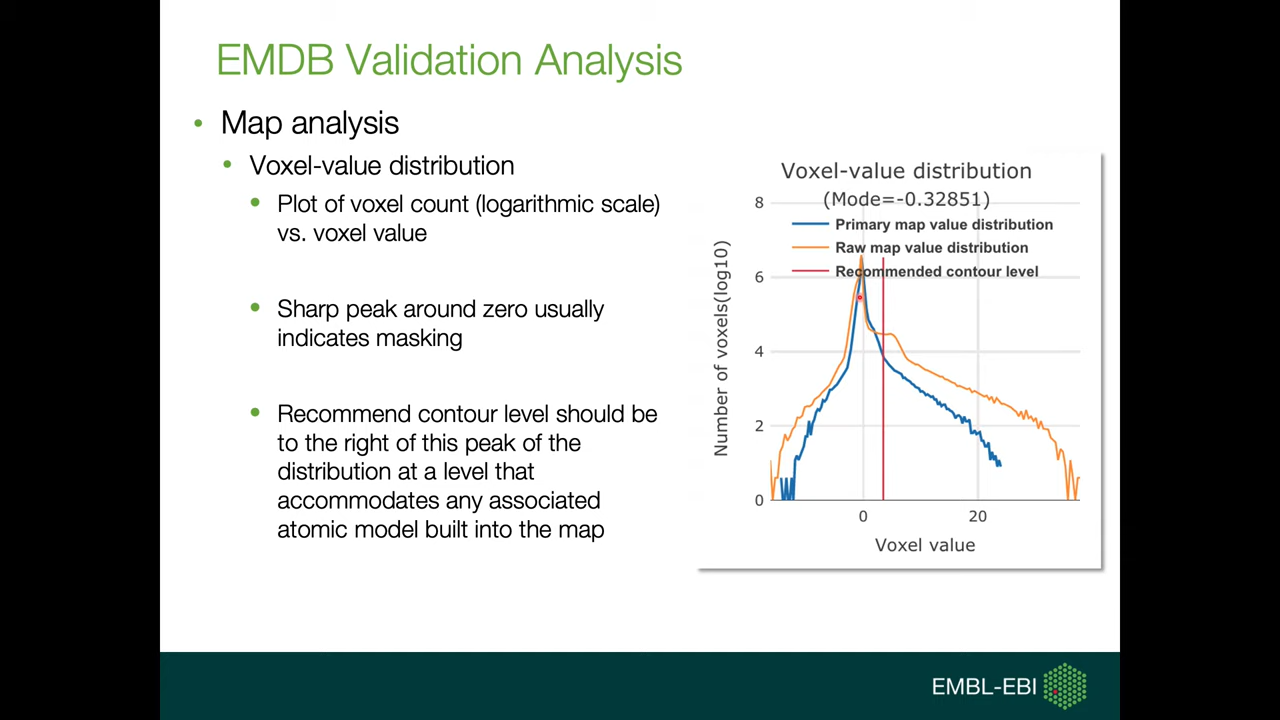 EMDB Validation Analysis
• Map analysis
• Voxel-value distribution
• Plot of voxel count (logarithmic scale)
vs. voxel value
• Sharp peak around zero usually
indicates masking
• Recommend contour level should be
to the right of this peak of the
distribution at a level that
accommodates any associated
atomic model built into the map
Voxel-value distribution
(Mode=-0.32851)
Primary map value distribution
Raw map value distribution
Recommended contour level
Number of voxels(log10)
8
6
4
2
0
0 20
Voxel value
EMBL-EBI